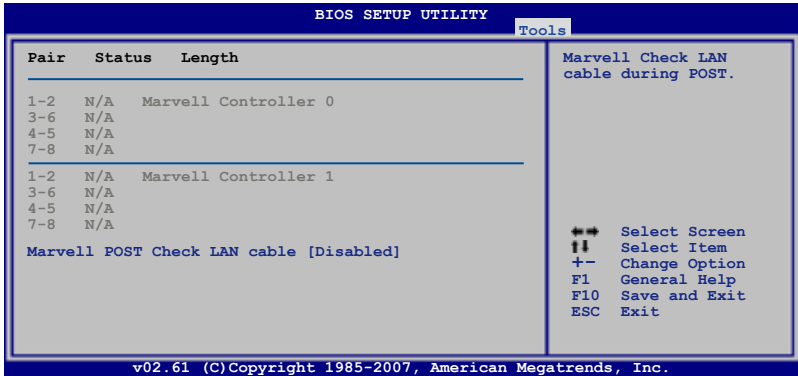 BIOS SETUP UTILITY
Tools
Pair Status Length
1-2 N/A Marvell Controller 0
3-6 N/A
4-5 N/A
7-8 N/A
1-2 N/A Marvell Controller 1
3-6 N/A
4-5 N/A
7-8 N/A
Marvell POST Check LAN cable [Disabled]
Marvell Check LAN
cable during POST.
←→ Select Screen
↑↓ Select Item
+- Change Option
F1 General Help
F10 Save and Exit
ESC Exit
v02.61 (C)Copyright 1985-2007, American Megatrends, Inc.